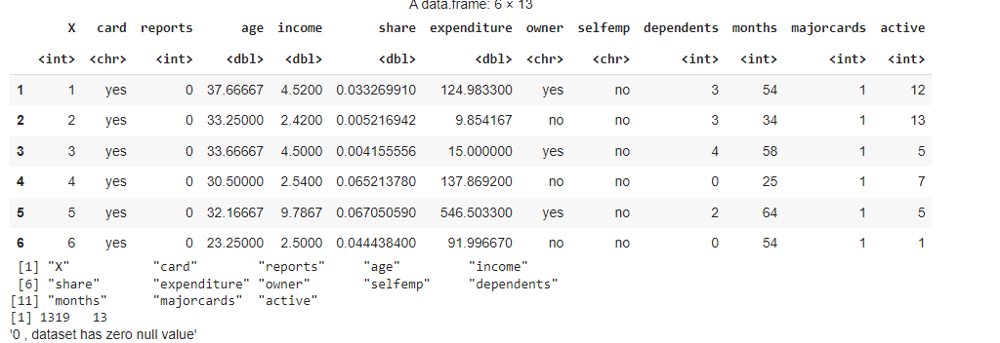 A data.frame: 6 × 13
X card reports age income share expenditure owner selfemp dependents months majorcards active
<int> <chr> <int> <dbl> <dbl> <dbl> <dbl> <chr> <chr> <int> <int> <int> <int>
1 1 yes 0 37.66667 4.5200 0.033269910 124.983300 yes no 3 54 1 12
2 2 yes 0 33.25000 2.4200 0.005216942 9.854167 no no 3 34 1 13
3 3 yes 0 33.66667 4.5000 0.004155556 15.000000 yes no 4 58 1 5
4 4 yes 0 30.50000 2.5400 0.065213780 137.869200 no no 0 25 1 7
5 5 yes 0 32.16667 9.7867 0.067050590 546.503300 yes no 2 64 1 5
6 6 yes 0 23.25000 2.5000 0.044438400 91.996670 no no 0 54 1 1
[1] "X" "card" "reports" "age" "income"
[6] "share" "expenditure" "owner" "selfemp" "dependents"
[11] "months" "majorcards" "active"
[1] 1319 13
'0 , dataset has zero null value'